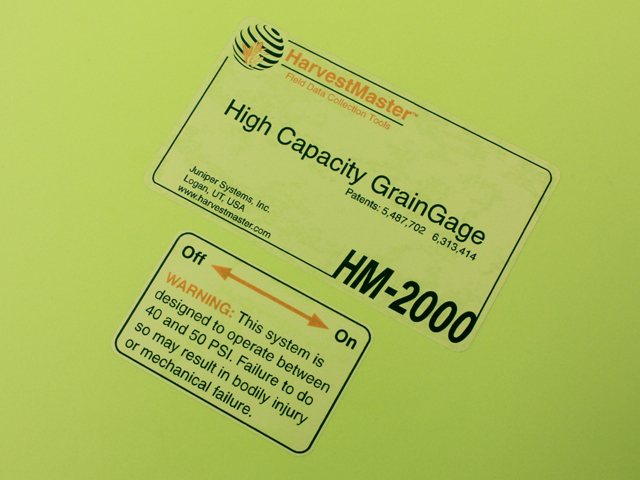 HarvestMaster™
Field Data Collection Tools
High Capacity GrainGage
Patents: 5,487,702 6,313,414
Juniper Systems, Inc.
Logan, UT, USA
www.harvestmaster.com
HM-2000
Off
On
WARNING: This system is
designed to operate between
40 and 50 PSI. Failure to do
so may result in bodily injury
or mechanical failure.